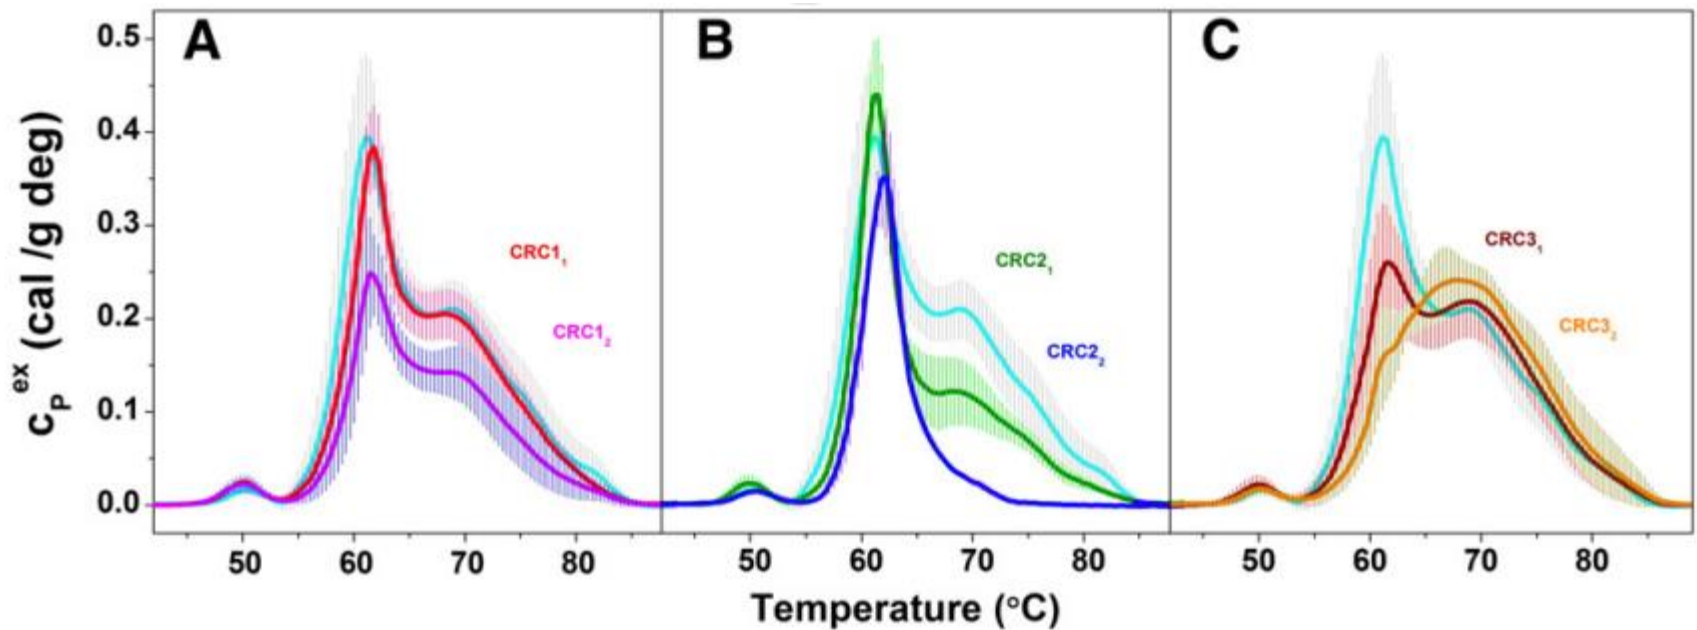 A
B
C
0.5
0.4
0.3
0.2
0.1
0.0
c_P^ex (cal /g deg)
CRC1₁
CRC1₂
CRC2₁
CRC2₂
CRC3₁
CRC3₂
50 60 70 80
50 60 70 80
50 60 70 80
Temperature (°C)